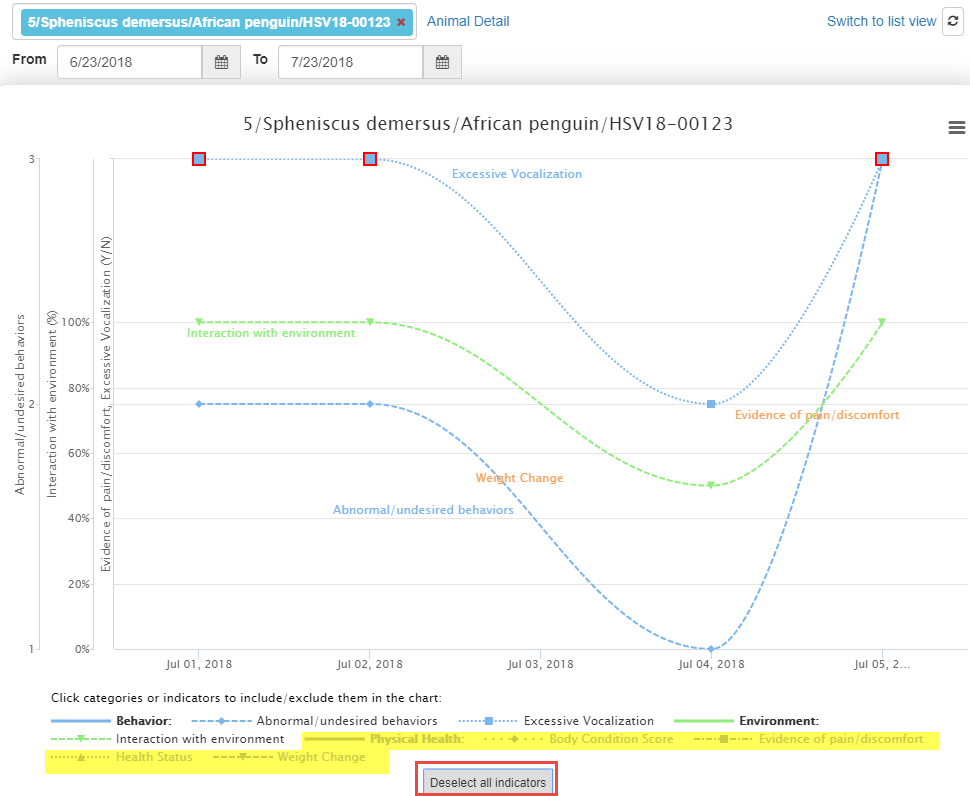 5/Spheniscus demersus/African penguin/HSV18-00123 × Animal Detail Switch to list view
From 6/23/2018 To 7/23/2018
5/Spheniscus demersus/African penguin/HSV18-00123
3
Excessive Vocalization
100%
Interaction with environment
80%
2
Evidence of pain/discomfort
60%
Weight Change
Abnormal/undesired behaviors
40%
20%
1 0%
Abnormal/undesired behaviors
Interaction with environment (%)
Evidence of pain/discomfort, Excessive Vocalization (Y/N)
Jul 01, 2018 Jul 02, 2018 Jul 03, 2018 Jul 04, 2018 Jul 05, 2...
Click categories or indicators to include/exclude them in the chart:
Behavior: Abnormal/undesired behaviors Excessive Vocalization Environment:
Interaction with environment Physical Health: Body Condition Score Evidence of pain/discomfort
Health Status Weight Change
Deselect all indicators